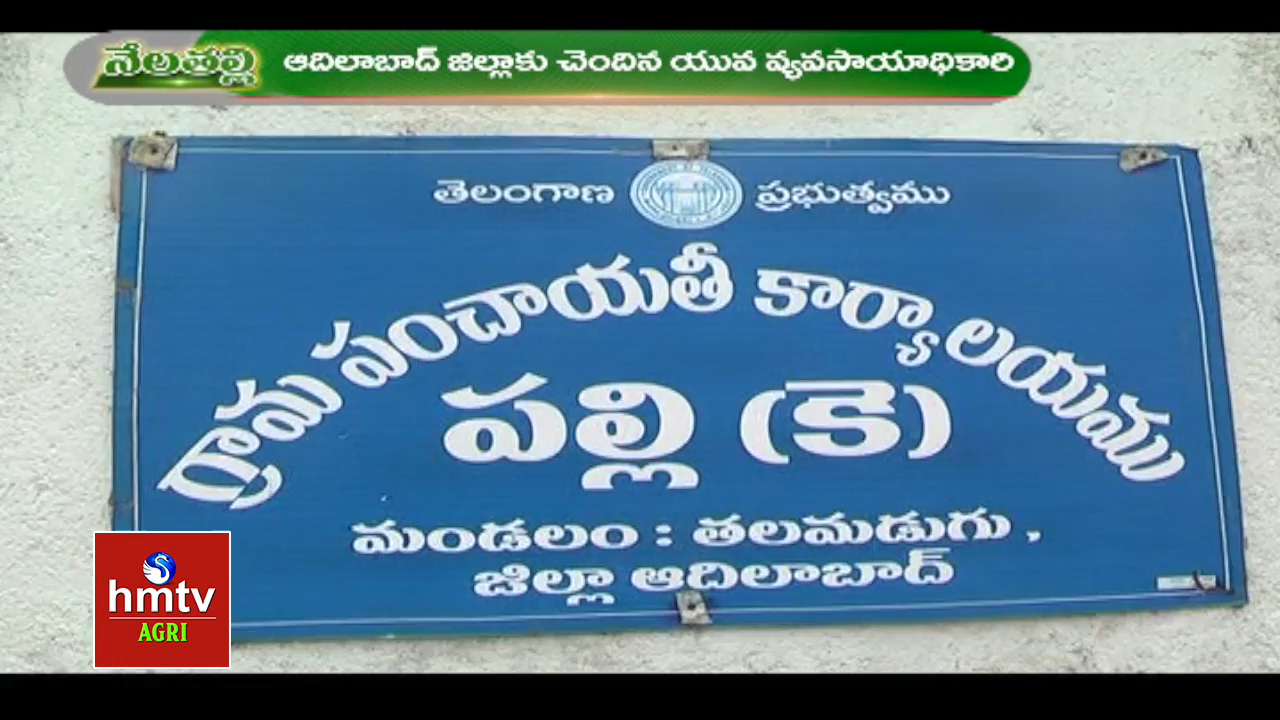 నేలతల్లి ఆదిలాబాద్ జిల్లాకు చెందిన యువ వ్యవసాయాధికారి
తెలంగాణ ప్రభుత్వము
గ్రామ పంచాయతీ కార్యాలయము
పల్లి (కె)
మండలం : తలమడుగు ,
జిల్లా ఆదిలాబాద్
hmtv
AGRI